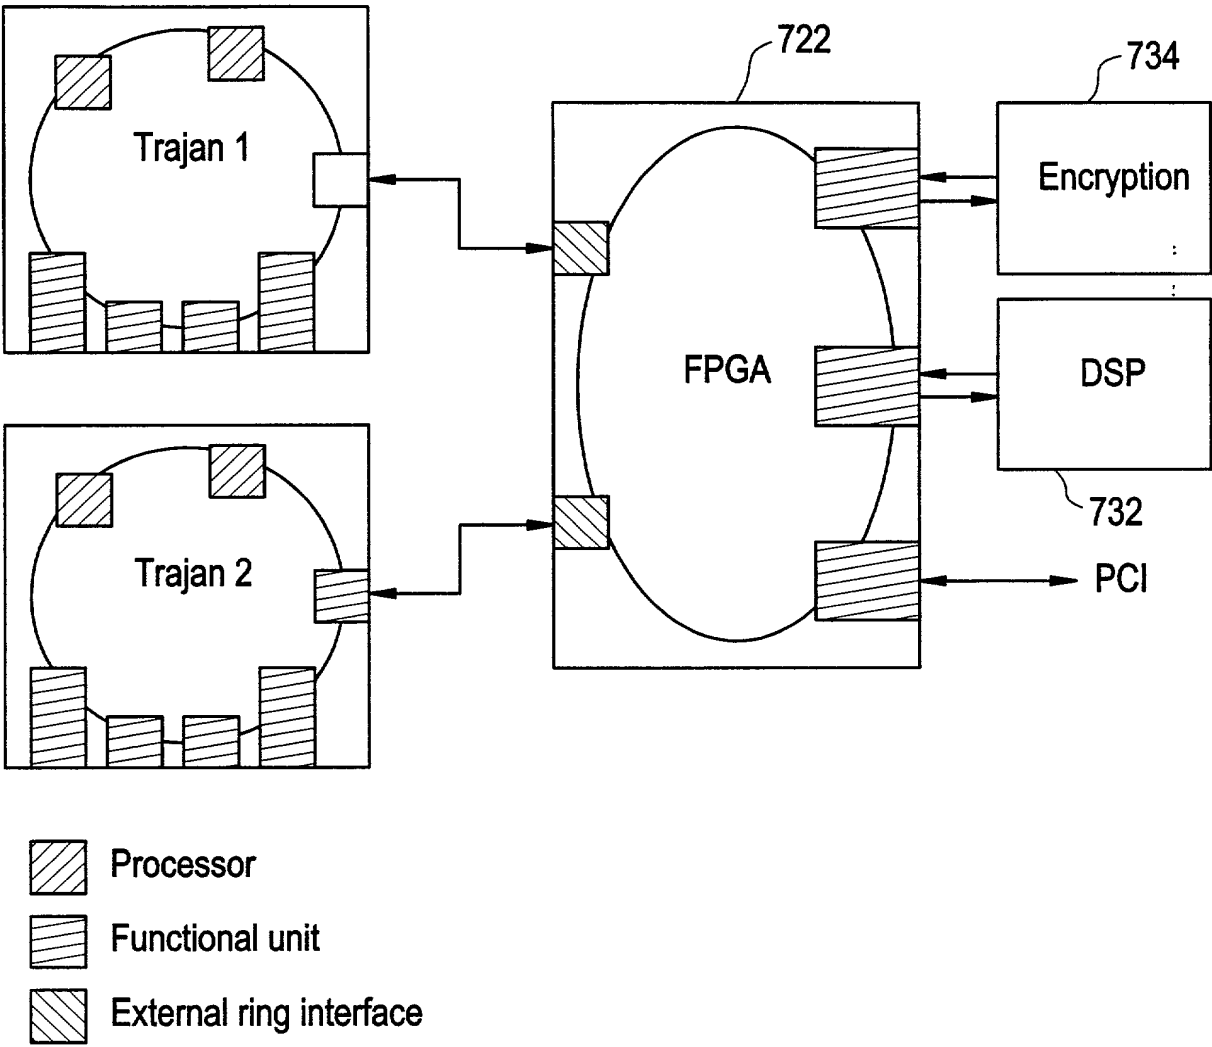 722
734
Trajan 1
Encryption
FPGA
DSP
732
Trajan 2
PCI
Processor
Functional unit
External ring interface